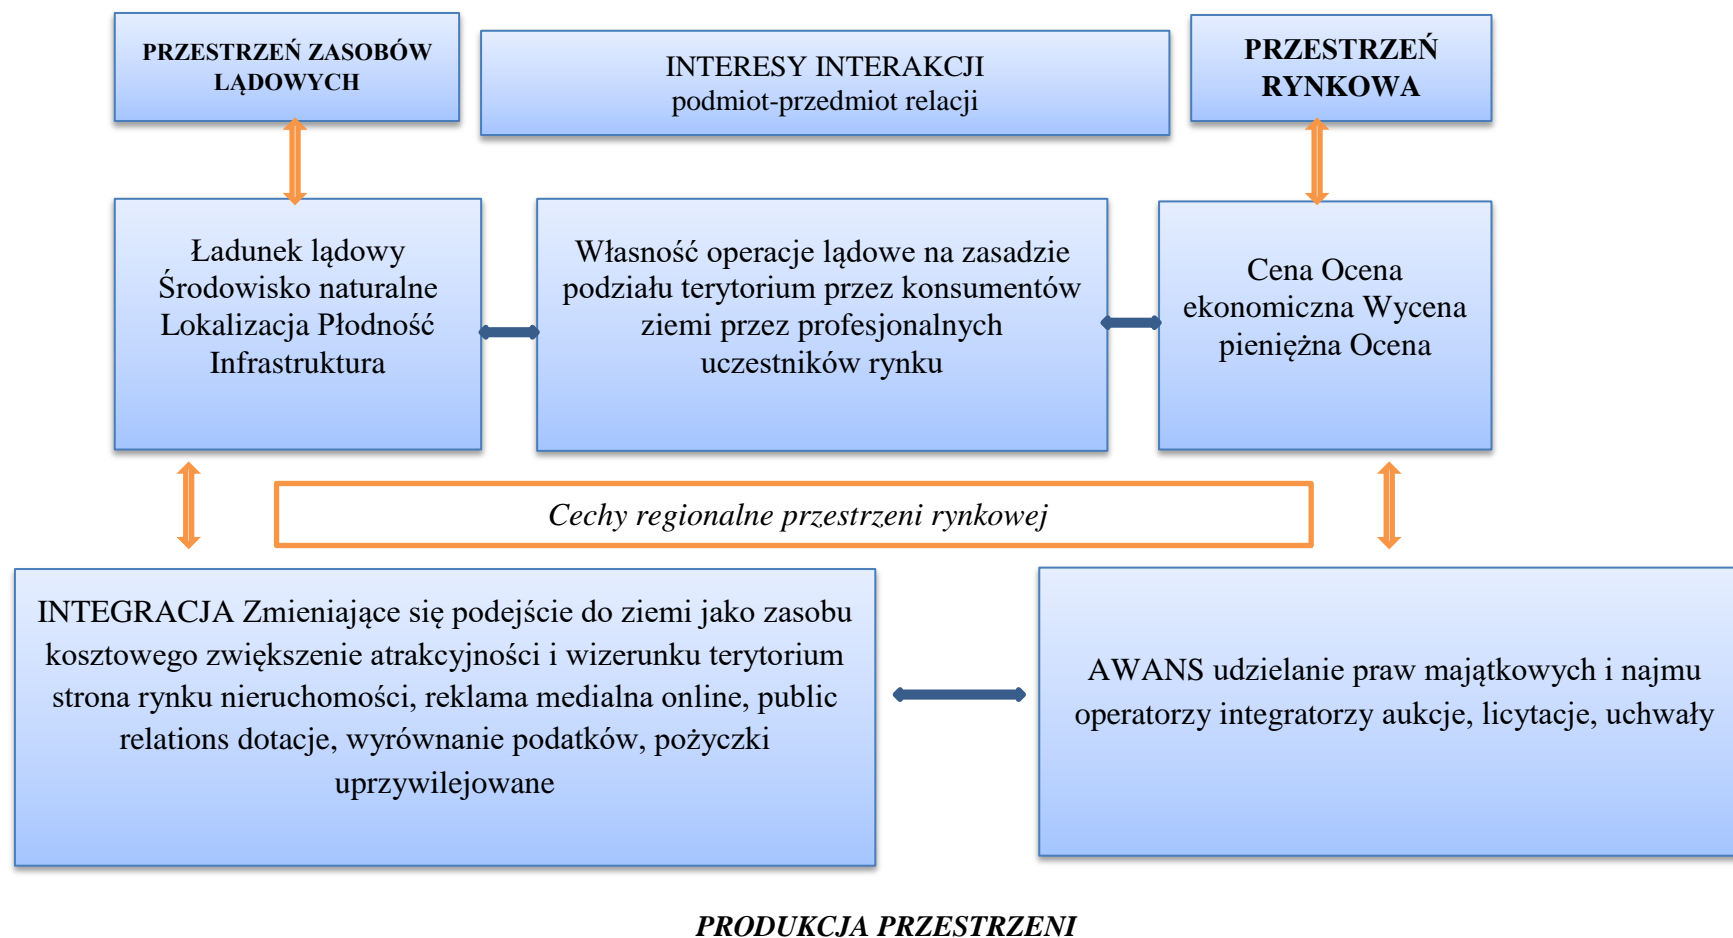 PRZESTRZEŃ ZASOBÓW
LĄDOWYCH
INTERESY INTERAKCJI
podmiot-przedmiot relacji
PRZESTRZEŃ
RYNKOWA
Ładunek lądowy
Środowisko naturalne
Lokalizacja Płodność
Infrastruktura
Własność operacje lądowe na zasadzie
podziału terytorium przez konsumentów
ziemi przez profesjonalnych
uczestników rynku
Cena Ocena
ekonomiczna Wycena
pieniężna Ocena
Cechy regionalne przestrzeni rynkowej
INTEGRACJA Zmieniające się podejście do ziemi jako zasobu
kosztowego zwiększenie atrakcyjności i wizerunku terytorium
strona rynku nieruchomości, reklama medialna online, public
relations dotacje, wyrównanie podatków, pożyczki
uprzywilejowane
AWANS udzielanie praw majątkowych i najmu
operatorzy integratorzy aukcje, licytacje, uchwały
PRODUKCJA PRZESTRZENI